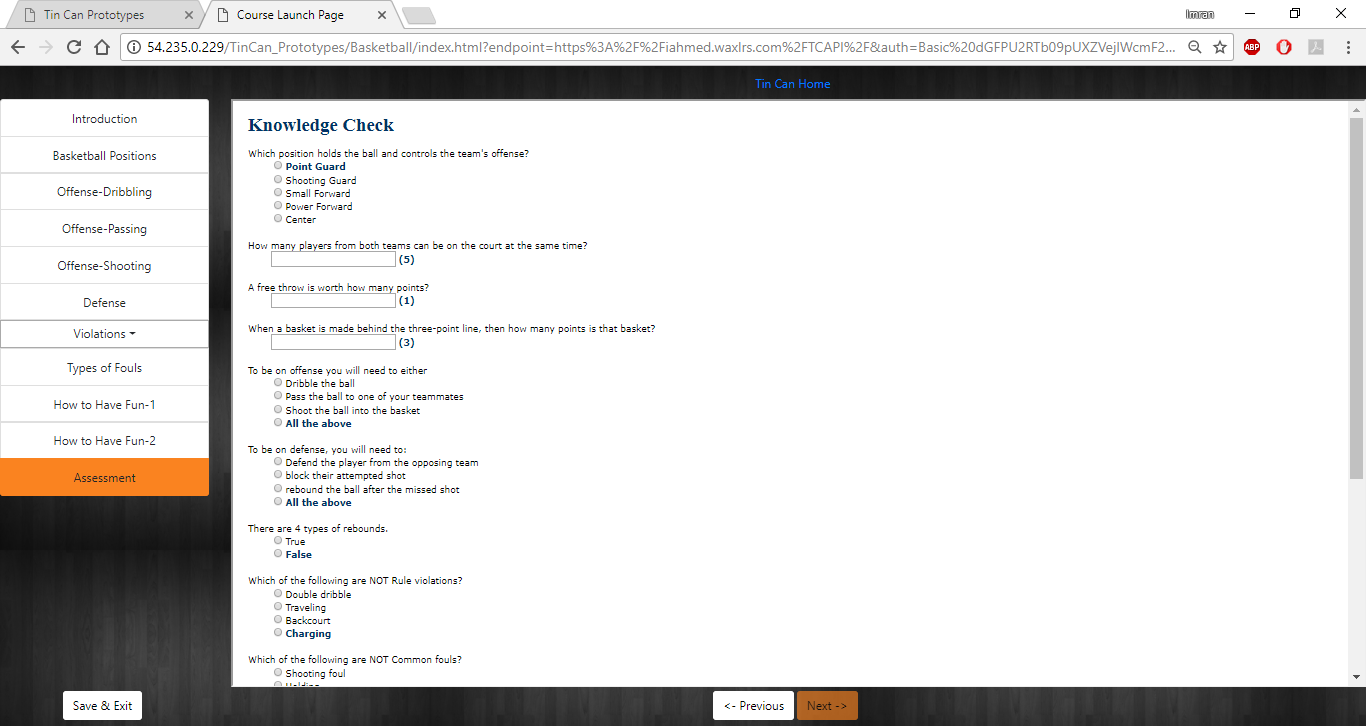 Tin Can Prototypes
Course Launch Page
Imran
54.235.0.229/TinCan_Prototypes/Basketball/index.html?endpoint=https%3A%2F%2Fiahmed.waxlrs.com%2FTCAPI%2F&auth=Basic%20dGFPU2RTb09pUXZVejlWcmF2...
ABP
Tin Can Home
Introduction
Basketball Positions
Offense-Dribbling
Offense-Passing
Offense-Shooting
Defense
Violations
Types of Fouls
How to Have Fun-1
How to Have Fun-2
Assessment
Knowledge Check
Which position holds the ball and controls the team's offense?
Point Guard
Shooting Guard
Small Forward
Power Forward
Center
How many players from both teams can be on the court at the same time?
(5)
A free throw is worth how many points?
(1)
When a basket is made behind the three-point line, then how many points is that basket?
(3)
To be on offense you will need to either
Dribble the ball
Pass the ball to one of your teammates
Shoot the ball into the basket
All the above
To be on defense, you will need to:
Defend the player from the opposing team
block their attempted shot
rebound the ball after the missed shot
All the above
There are 4 types of rebounds.
True
False
Which of the following are NOT Rule violations?
Double dribble
Traveling
Backcourt
Charging
Which of the following are NOT Common fouls?
Shooting foul
Holding
Save & Exit
<- Previous
Next ->